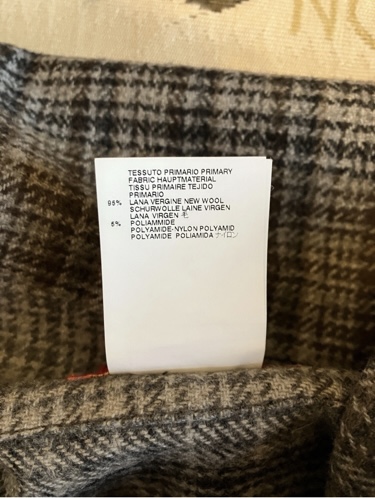 TESSUTO PRIMARIO PRIMARY
FABRIC HAUPTMATERIAL
TISSU PRIMAIRE TEJIDO
PRIMARIO
95% LANA VERGINE NEW WOOL
SCHURWOLLE LAINE VIRGEN
LANA VIRGEN 毛
5% POLIAMMIDE
POLYAMIDE-NYLON POLYAMID
POLYAMIDE POLIAMIDA ナイロン